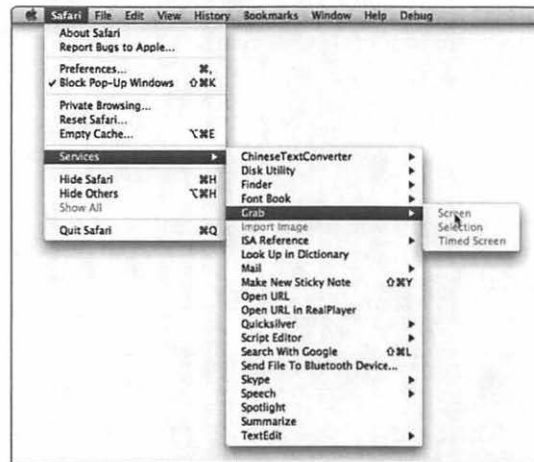 Safari File Edit View History Bookmarks Window Help Debug
About Safari
Report Bugs to Apple...
Preferences... ⌘,
✓ Block Pop-Up Windows ⇧⌘K
Private Browsing...
Reset Safari...
Empty Cache... ⌥⌘E
Services
Hide Safari ⌘H
Hide Others ⌥⌘H
Show All
Quit Safari ⌘Q
ChineseTextConverter
Disk Utility
Finder
Font Book
Grab
Import Image
ISA Reference
Look Up in Dictionary
Mail
Make New Sticky Note ⇧⌘Y
Open URL
Open URL in RealPlayer
Quicksilver
Script Editor
Search With Google ⇧⌘L
Send File To Bluetooth Device...
Skype
Speech
Spotlight
Summarize
TextEdit
Screen
Selection
Timed Screen